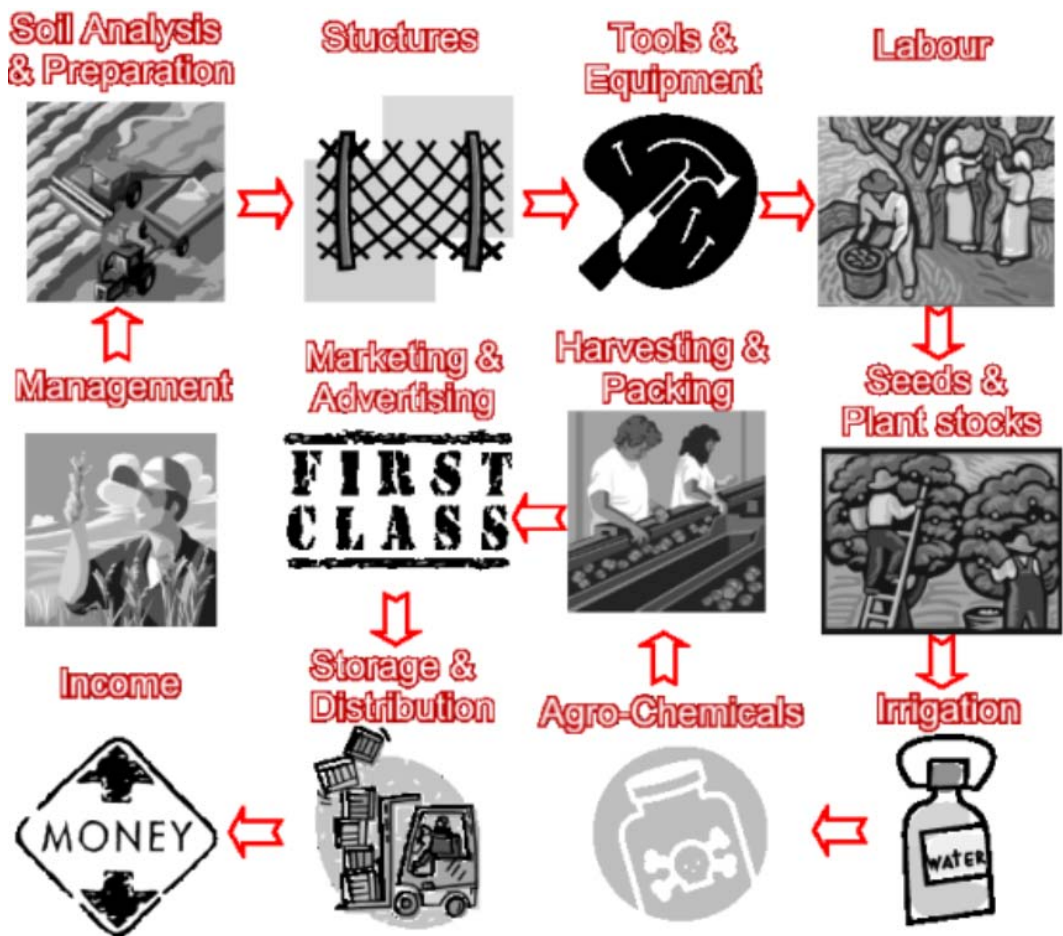 Soil Analysis
& Preparation
Stuctures
Tools &
Equipment
Labour
Management
Marketing &
Advertising
FIRST
CLASS
Harvesting &
Packing
Seeds &
Plant stocks
Income
MONEY
Storage &
Distribution
Agro-Chemicals
Irrigation
WATER